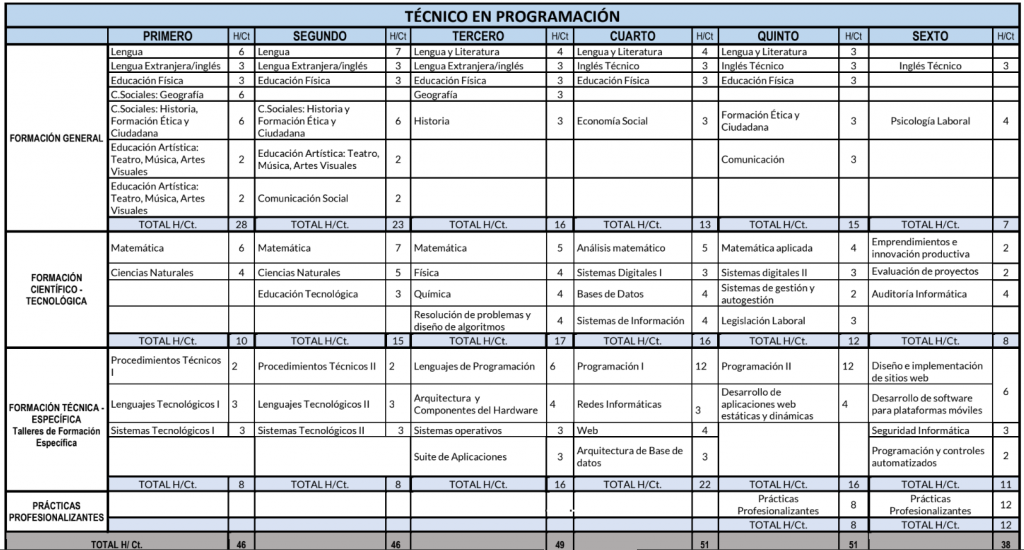 TÉCNICO EN PROGRAMACIÓN
PRIMERO H/Ct SEGUNDO H/Ct TERCERO H/Ct CUARTO H/Ct QUINTO H/Ct SEXTO H/Ct
FORMACIÓN GENERAL
Lengua 6 Lengua 7 Lengua y Literatura 4 Lengua y Literatura 4 Lengua y Literatura 3
Lengua Extranjera/inglés 3 Lengua Extranjera/inglés 3 Lengua Extranjera/inglés 3 Inglés Técnico 3 Inglés Técnico 3 Inglés Técnico 3
Educación Física 3 Educación Física 3 Educación Física 3 Educación Física 3 Educación Física 3
C.Sociales: Geografía 6 Geografía 3
C.Sociales: Historia, Formación Ética y Ciudadana 6 C.Sociales: Historia y Formación Ética y Ciudadana 6 Historia 3 Economía Social 3 Formación Ética y Ciudadana 3 Psicología Laboral 4
Educación Artística: Teatro, Música, Artes Visuales 2 Educación Artística: Teatro, Música, Artes Visuales 2 Comunicación 3
Educación Artística: Teatro, Música, Artes Visuales 2 Comunicación Social 2
TOTAL H/Ct. 28 TOTAL H/Ct. 23 TOTAL H/Ct. 16 TOTAL H/Ct. 13 TOTAL H/Ct. 15 TOTAL H/Ct. 7
FORMACIÓN CIENTÍFICO - TECNOLÓGICA
Matemática 6 Matemática 7 Matemática 5 Análisis matemático 5 Matemática aplicada 4 Emprendimientos e innovación productiva 2
Ciencias Naturales 4 Ciencias Naturales 5 Física 4 Sistemas Digitales I 3 Sistemas digitales II 3 Evaluación de proyectos 2
Educación Tecnológica 3 Química 4 Bases de Datos 4 Sistemas de gestión y autogestión 2 Auditoría Informática 4
Resolución de problemas y diseño de algoritmos 4 Sistemas de Información 4 Legislación Laboral 3
TOTAL H/Ct. 10 TOTAL H/Ct. 15 TOTAL H/Ct. 17 TOTAL H/Ct. 16 TOTAL H/Ct. 12 TOTAL H/Ct. 8
FORMACIÓN TÉCNICA - ESPECÍFICA
Talleres de Formación Específica
Procedimientos Técnicos I 2 Procedimientos Técnicos II 2 Lenguajes de Programación 6 Programación I 12 Programación II 12 Diseño e implementación de sitios web 6
Lenguajes Tecnológicos I 3 Lenguajes Tecnológicos II 3 Arquitectura y Componentes del Hardware 4 Redes Informáticas 3 Desarrollo de aplicaciones web estáticas y dinámicas 4 Desarrollo de software para plataformas móviles
Sistemas Tecnológicos I 3 Sistemas Tecnológicos II 3 Sistemas operativos 3 Web 4 Seguridad Informática 3
Suite de Aplicaciones 3 Arquitectura de Base de datos 3 Programación y controles automatizados 2
TOTAL H/Ct. 8 TOTAL H/Ct. 8 TOTAL H/Ct. 16 TOTAL H/Ct. 22 TOTAL H/Ct. 16 TOTAL H/Ct. 11
PRÁCTICAS PROFESIONALIZANTES
Prácticas Profesionalizantes 8 Prácticas Profesionalizantes 12
TOTAL H/Ct. 8 TOTAL H/Ct. 12
TOTAL H/ Ct. 46 46 49 51 51 38